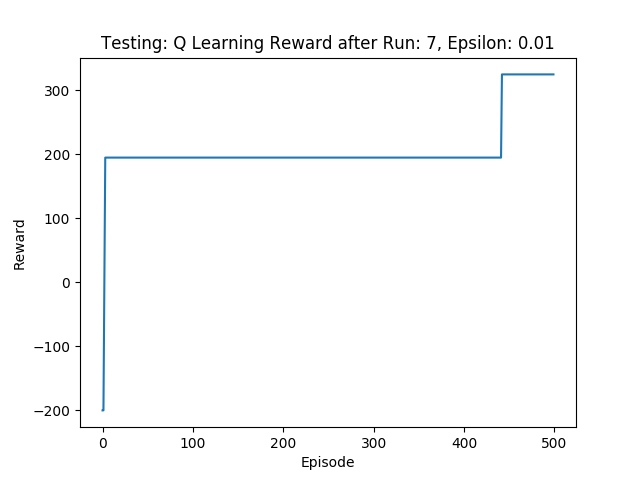 Testing: Q Learning Reward after Run: 7, Epsilon: 0.01
300
200
100
0
−100
−200
Reward
0 100 200 300 400 500
Episode